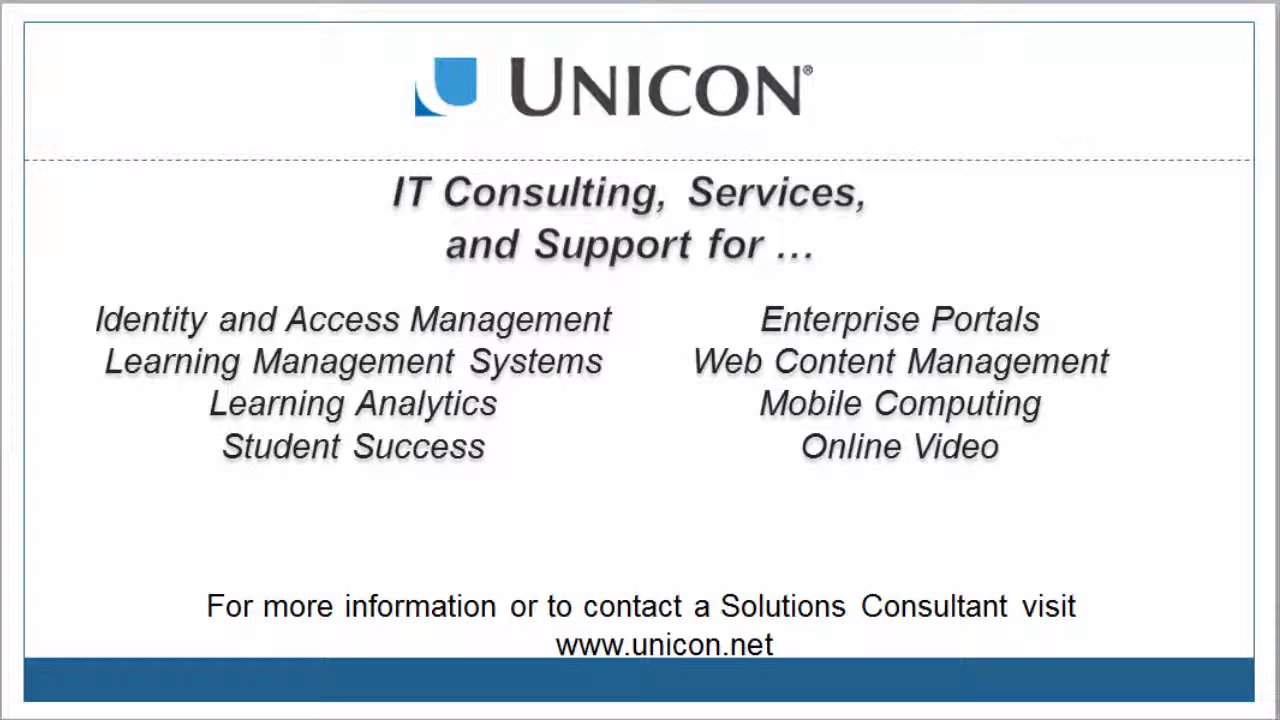 UNICON®
IT Consulting, Services,
and Support for ...
Identity and Access Management
Learning Management Systems
Learning Analytics
Student Success
Enterprise Portals
Web Content Management
Mobile Computing
Online Video
For more information or to contact a Solutions Consultant visit
www.unicon.net